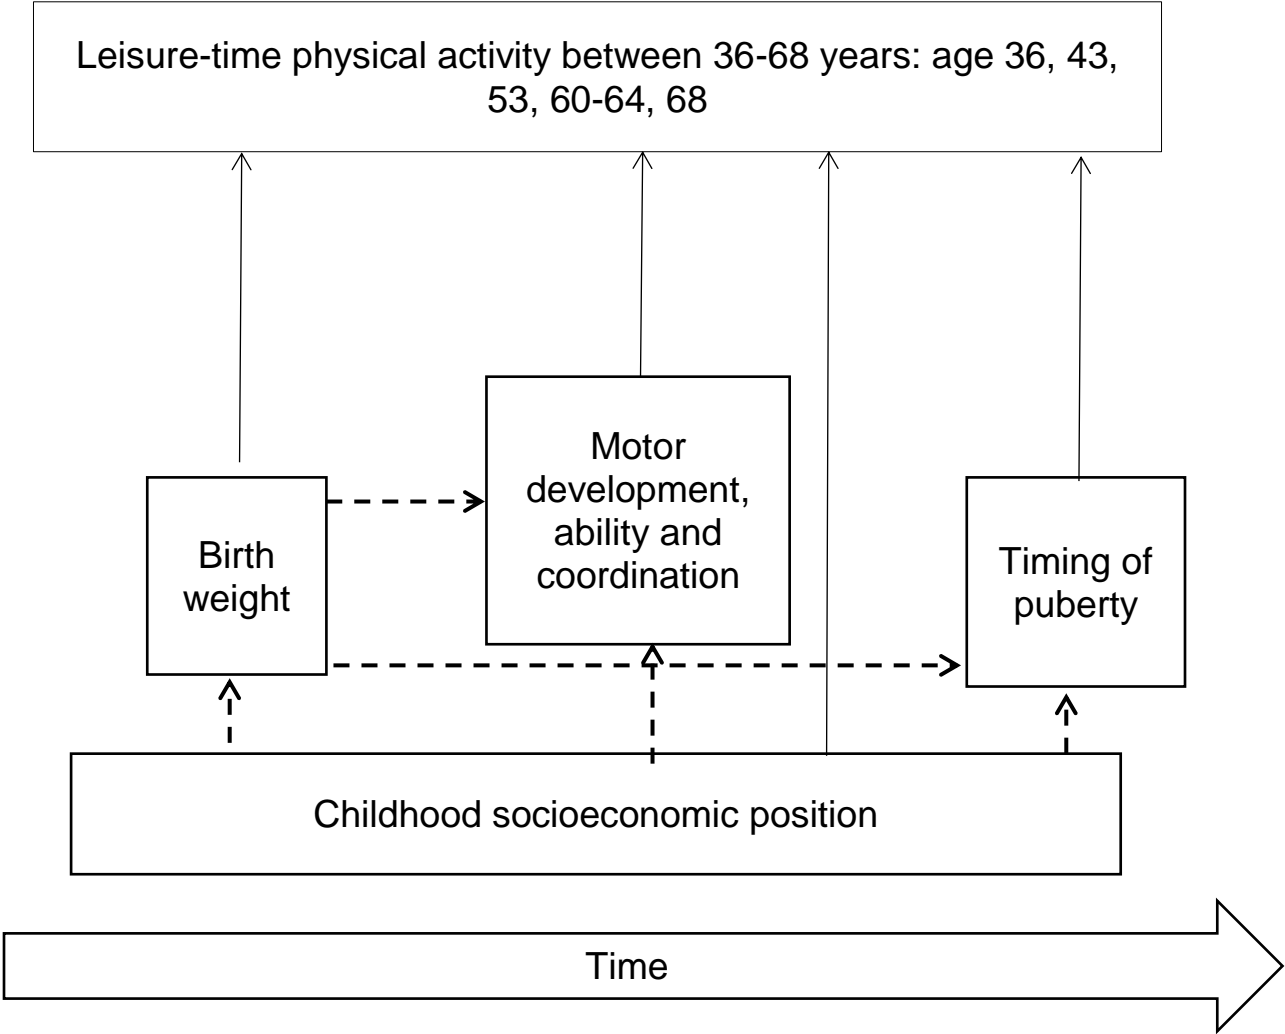 Leisure-time physical activity between 36-68 years: age 36, 43,
53, 60-64, 68
Motor
development,
ability and
coordination
Birth
weight
Timing of
puberty
Childhood socioeconomic position
Time